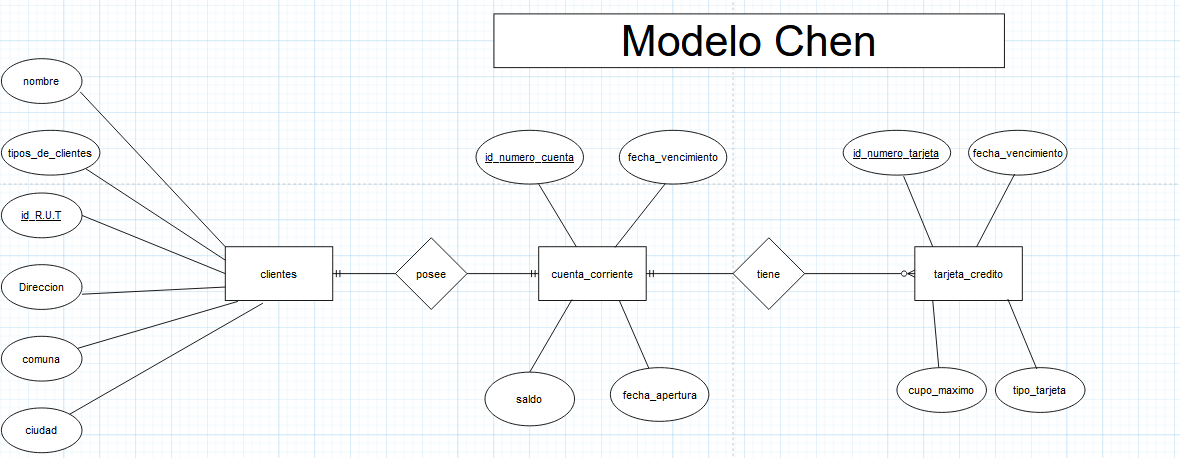 Modelo Chen
nombre
tipos_de_clientes
id_R.U.T
Direccion
comuna
ciudad
clientes
posee
id_numero_cuenta
fecha_vencimiento
cuenta_corriente
saldo
fecha_apertura
tiene
id_numero_tarjeta
fecha_vencimiento
tarjeta_credito
cupo_maximo
tipo_tarjeta